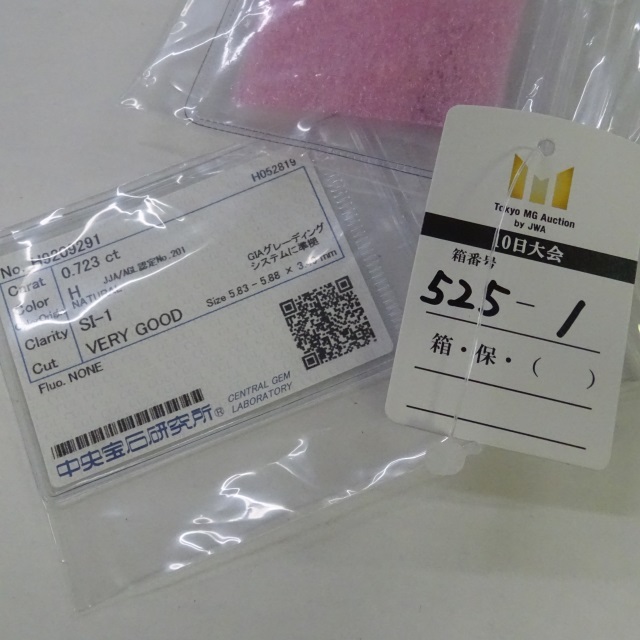 H052819
No.
Carat 0.723 ct
JJA/AGL認定No.201
GIAグレーディング
システムに準拠
Color H
NATURAL
Clarity SI-1
Size 5.83 - 5.88 ×
Cut VERY GOOD
Fluo. NONE
中央宝石研究所®
CENTRAL GEM
LABORATORY
Tokyo MG Auction
by JWA
10日大会
箱番号
525-1
箱・保・( )